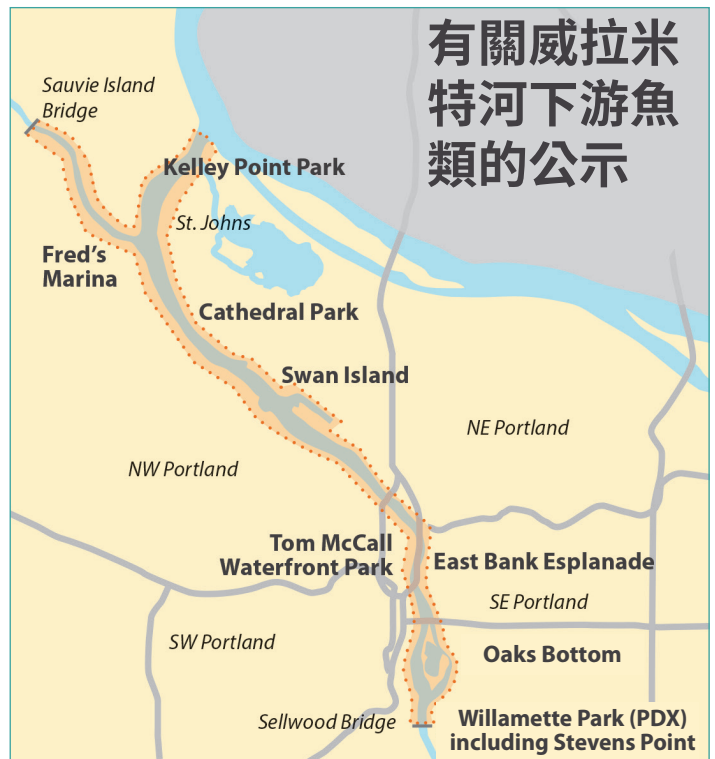 有關威拉米
特河下游魚
類的公示
Sauvie Island
Bridge
Kelley Point Park
St. Johns
Fred's
Marina
Cathedral Park
Swan Island
NE Portland
NW Portland
Tom McCall
Waterfront Park
East Bank Esplanade
SE Portland
SW Portland
Oaks Bottom
Sellwood Bridge
Willamette Park (PDX)
including Stevens Point